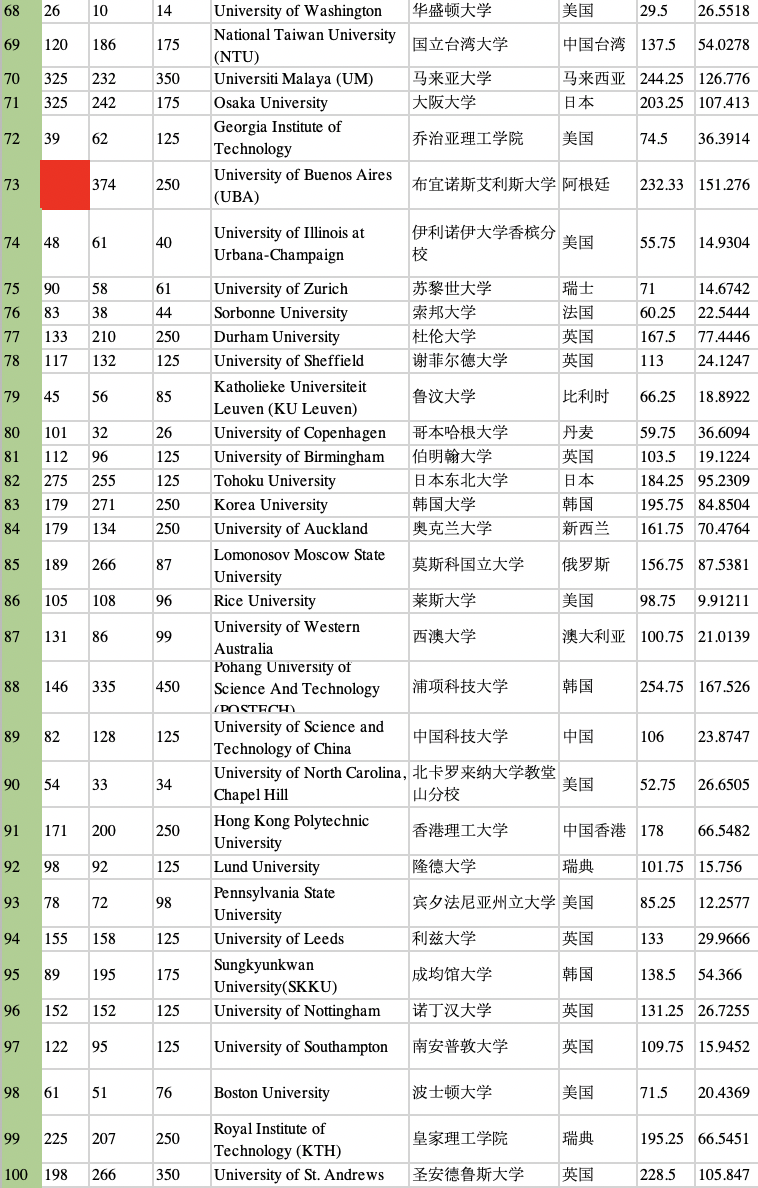 68 26 10 14 University of Washington 华盛顿大学 美国 29.5 26.5518
69 120 186 175 National Taiwan University (NTU) 国立台湾大学 中国台湾 137.5 54.0278
70 325 232 350 Universiti Malaya (UM) 马来亚大学 马来西亚 244.25 126.776
71 325 242 175 Osaka University 大阪大学 日本 203.25 107.413
72 39 62 125 Georgia Institute of Technology 乔治亚理工学院 美国 74.5 36.3914
73 374 250 University of Buenos Aires (UBA) 布宜诺斯艾利斯大学 阿根廷 232.33 151.276
74 48 61 40 University of Illinois at Urbana-Champaign 伊利诺伊大学香槟分校 美国 55.75 14.9304
75 90 58 61 University of Zurich 苏黎世大学 瑞士 71 14.6742
76 83 38 44 Sorbonne University 索邦大学 法国 60.25 22.5444
77 133 210 250 Durham University 杜伦大学 英国 167.5 77.4446
78 117 132 125 University of Sheffield 谢菲尔德大学 英国 113 24.1247
79 45 56 85 Katholieke Universiteit Leuven (KU Leuven) 鲁汶大学 比利时 66.25 18.8922
80 101 32 26 University of Copenhagen 哥本哈根大学 丹麦 59.75 36.6094
81 112 96 125 University of Birmingham 伯明翰大学 英国 103.5 19.1224
82 275 255 125 Tohoku University 日本东北大学 日本 184.25 95.2309
83 179 271 250 Korea University 韩国大学 韩国 195.75 84.8504
84 179 134 250 University of Auckland 奥克兰大学 新西兰 161.75 70.4764
85 189 266 87 Lomonosov Moscow State University 莫斯科国立大学 俄罗斯 156.75 87.5381
86 105 108 96 Rice University 莱斯大学 美国 98.75 9.91211
87 131 86 99 University of Western Australia 西澳大学 澳大利亚 100.75 21.0139
88 146 335 450 Pohang University of Science And Technology (POSTECH) 浦项科技大学 韩国 254.75 167.526
89 82 128 125 University of Science and Technology of China 中国科技大学 中国 106 23.8747
90 54 33 34 University of North Carolina, Chapel Hill 北卡罗来纳大学教堂山分校 美国 52.75 26.6505
91 171 200 250 Hong Kong Polytechnic University 香港理工大学 中国香港 178 66.5482
92 98 92 125 Lund University 隆德大学 瑞典 101.75 15.756
93 78 72 98 Pennsylvania State University 宾夕法尼亚州立大学 美国 85.25 12.2577
94 155 158 125 University of Leeds 利兹大学 英国 133 29.9666
95 89 195 175 Sungkyunkwan University(SKKU) 成均馆大学 韩国 138.5 54.366
96 152 152 125 University of Nottingham 诺丁汉大学 英国 131.25 26.7255
97 122 95 125 University of Southampton 南安普敦大学 英国 109.75 15.9452
98 61 51 76 Boston University 波士顿大学 美国 71.5 20.4369
99 225 207 250 Royal Institute of Technology (KTH) 皇家理工学院 瑞典 195.25 66.5451
100 198 266 350 University of St. Andrews 圣安德鲁斯大学 英国 228.5 105.847